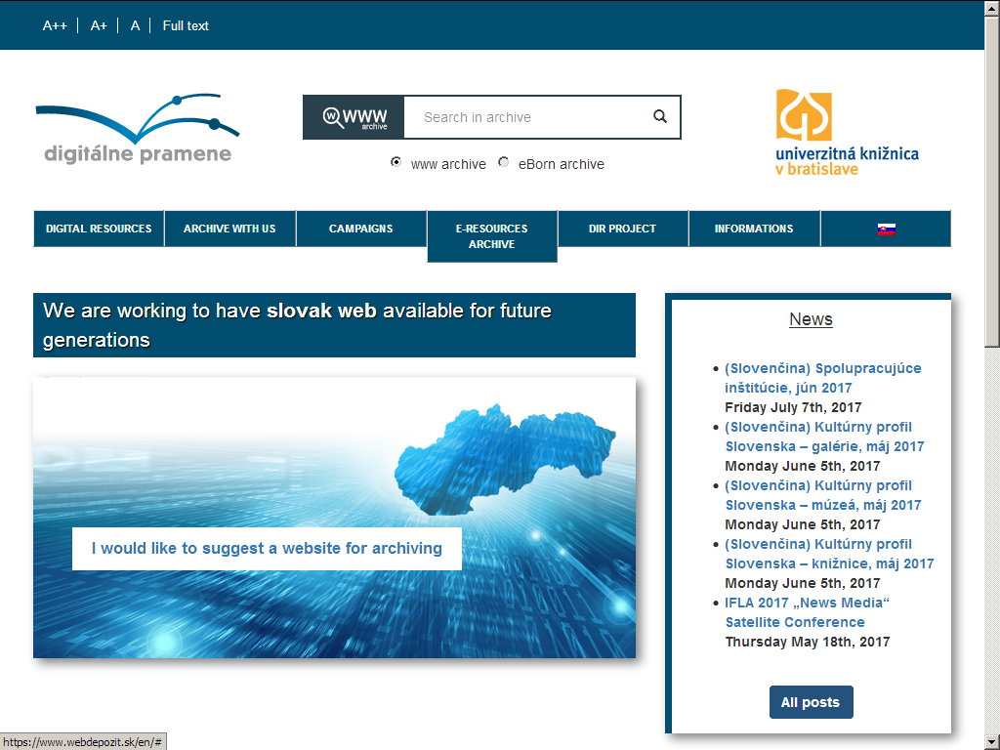 A++ A+ A Full text
digitálne pramene
WWW
archive
Search in archive
www archive eBorn archive
univerzitná knižnica
v bratislave
DIGITAL RESOURCES ARCHIVE WITH US CAMPAIGNS E-RESOURCES ARCHIVE DIR PROJECT INFORMATIONS
We are working to have slovak web available for future
generations
I would like to suggest a website for archiving
News
(Slovenčina) Spolupracujúce
inštitúcie, jún 2017
Friday July 7th, 2017
(Slovenčina) Kultúrny profil
Slovenska – galérie, máj 2017
Monday June 5th, 2017
(Slovenčina) Kultúrny profil
Slovenska – múzeá, máj 2017
Monday June 5th, 2017
(Slovenčina) Kultúrny profil
Slovenska – knižnice, máj 2017
Monday June 5th, 2017
IFLA 2017 „News Media“
Satellite Conference
Thursday May 18th, 2017
All posts
https://www.webdepozit.sk/en/#